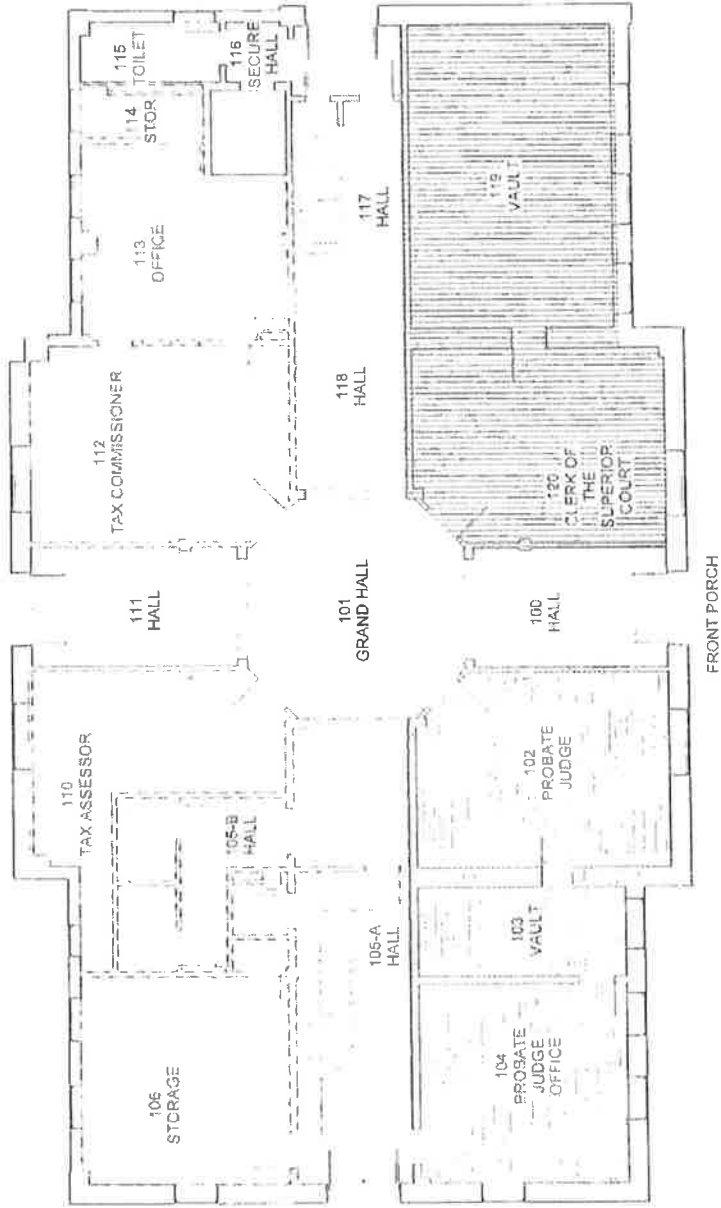 106
STORAGE
110
TAX ASSESSOR
105-B
HALL
111
HALL
112
TAX COMMISSIONER
113
OFFICE
14
STOR
115
TOILET
116
SECURE
HALL
105-A
HALL
101
GRAND HALL
118
HALL
117
HALL
104
PROBATE
JUDGE
OFFICE
103
VAULT
102
PROBATE
JUDGE
100
HALL
120
CLERK OF
THE
SUPERIOR
COURT
119
VAULT
FRONT PORCH